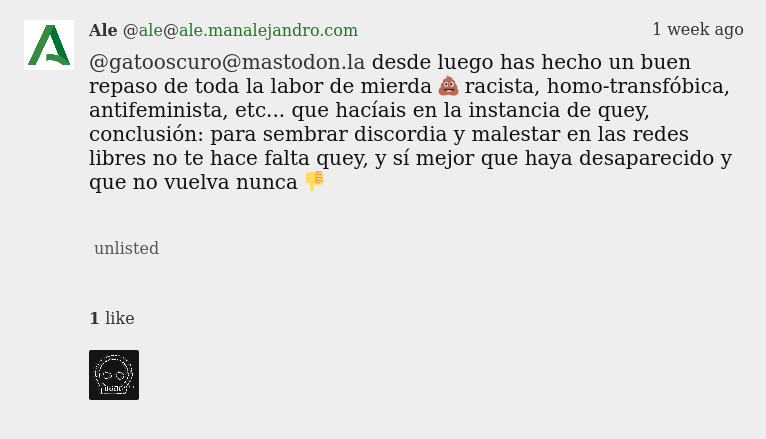 Ale @ale@ale.manalejandro.com
1 week ago
@gatooscuro@mastodon.la desde luego has hecho un buen
repaso de toda la labor de mierda 💩 racista, homo-transfóbica,
antifeminista, etc... que hacíais en la instancia de quey,
conclusión: para sembrar discordia y malestar en las redes
libres no te hace falta quey, y sí mejor que haya desaparecido y
que no vuelva nunca 👎
unlisted
1 like